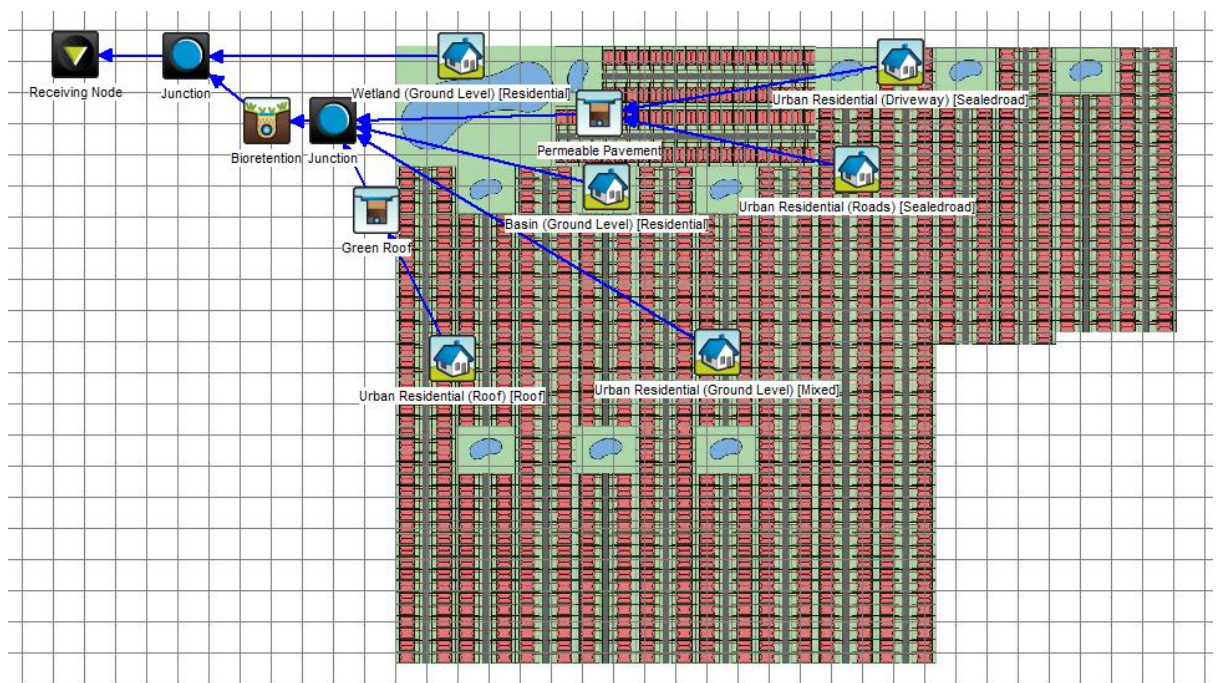 Receiving Node
Junction
Wetland (Ground Level) [Residential]
Urban Residential (Driveway) [Sealedroad]
Bioretention
Junction
Permeable Pavement
Urban Residential (Roads) [Sealedroad]
Basin (Ground Level) [Residential]
Green Roof
Urban Residential (Roof) [Roof]
Urban Residential (Ground Level) [Mixed]